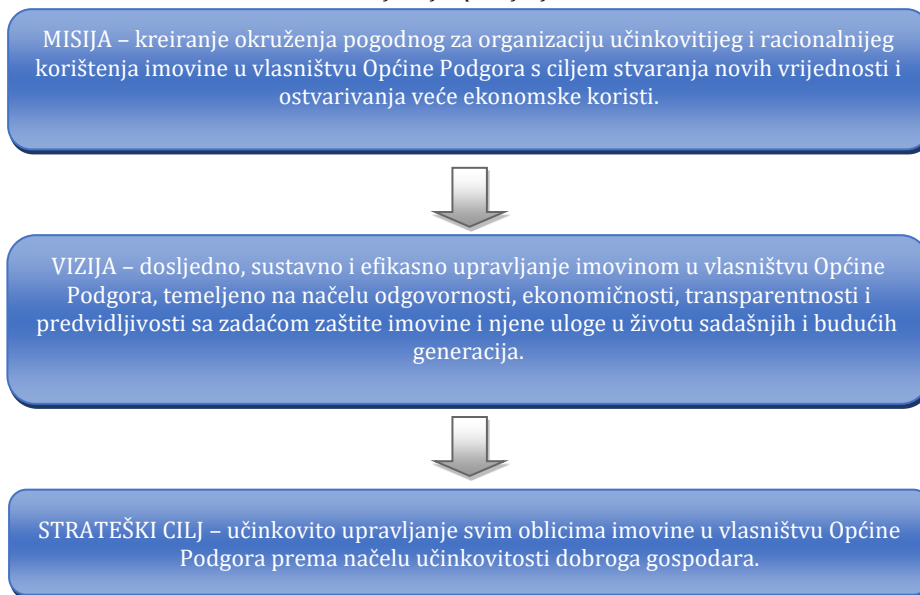 MISIJA – kreiranje okruženja pogodnog za organizaciju učinkovitijeg i racionalnijeg
korištenja imovine u vlasništvu Općine Podgora s ciljem stvaranja novih vrijednosti i
ostvarivanja veće ekonomske koristi.
VIZIJA – dosljedno, sustavno i efikasno upravljanje imovinom u vlasništvu Općine
Podgora, temeljeno na načelu odgovornosti, ekonomičnosti, transparentnosti i
predvidljivosti sa zadaćom zaštite imovine i njene uloge u životu sadašnjih i budućih
generacija.
STRATEŠKI CILJ – učinkovito upravljanje svim oblicima imovine u vlasništvu Općine
Podgora prema načelu učinkovitosti dobroga gospodara.